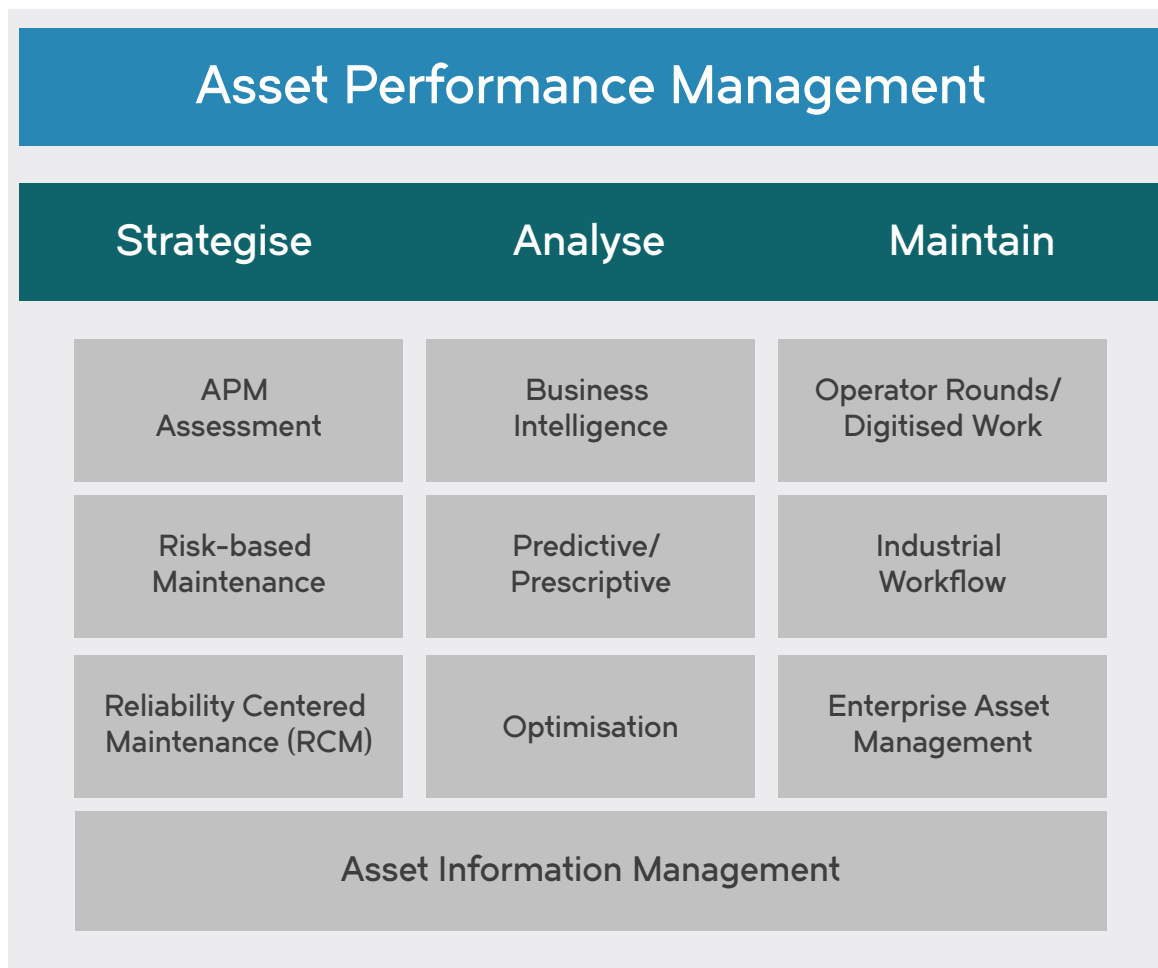 Asset Performance Management
Strategise
Analyse
Maintain
APM
Assessment
Business
Intelligence
Operator Rounds/
Digitised Work
Risk-based
Maintenance
Predictive/
Prescriptive
Industrial
Workflow
Reliability Centered
Maintenance (RCM)
Optimisation
Enterprise Asset
Management
Asset Information Management